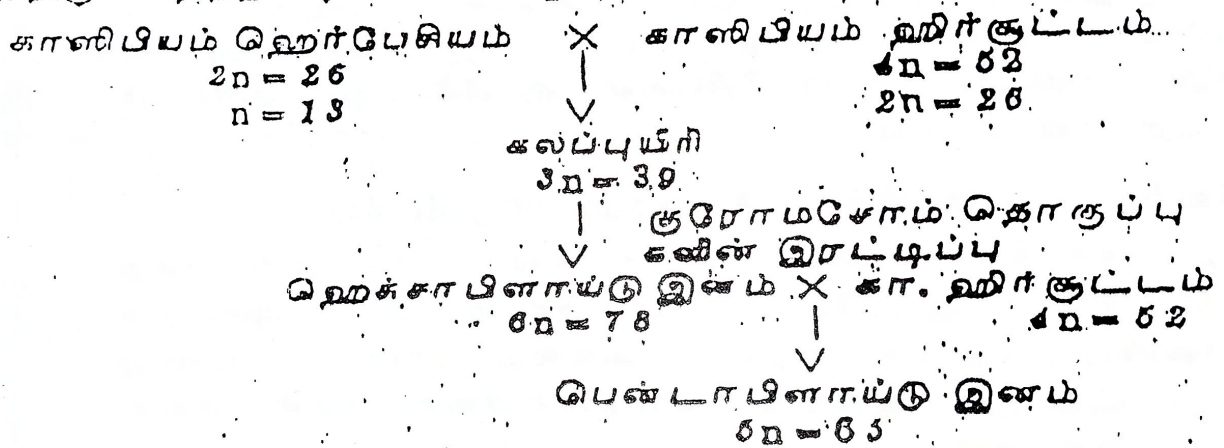 காஸிபியம் ஹெர்பேசியம் × காஸிபியம் ஹிர்சூட்டம்
2n = 26 4n = 52
n = 13 2n = 26
கலப்புயிரி
3n = 39
குரோமசோம் தொகுப்பு
களின் இரட்டிப்பு
ஹெக்சாபிளாய்டு இனம் × கா. ஹிர்சூட்டம்
6n = 78 4n = 52
பென்டாபிளாய்டு இனம்
5n = 65